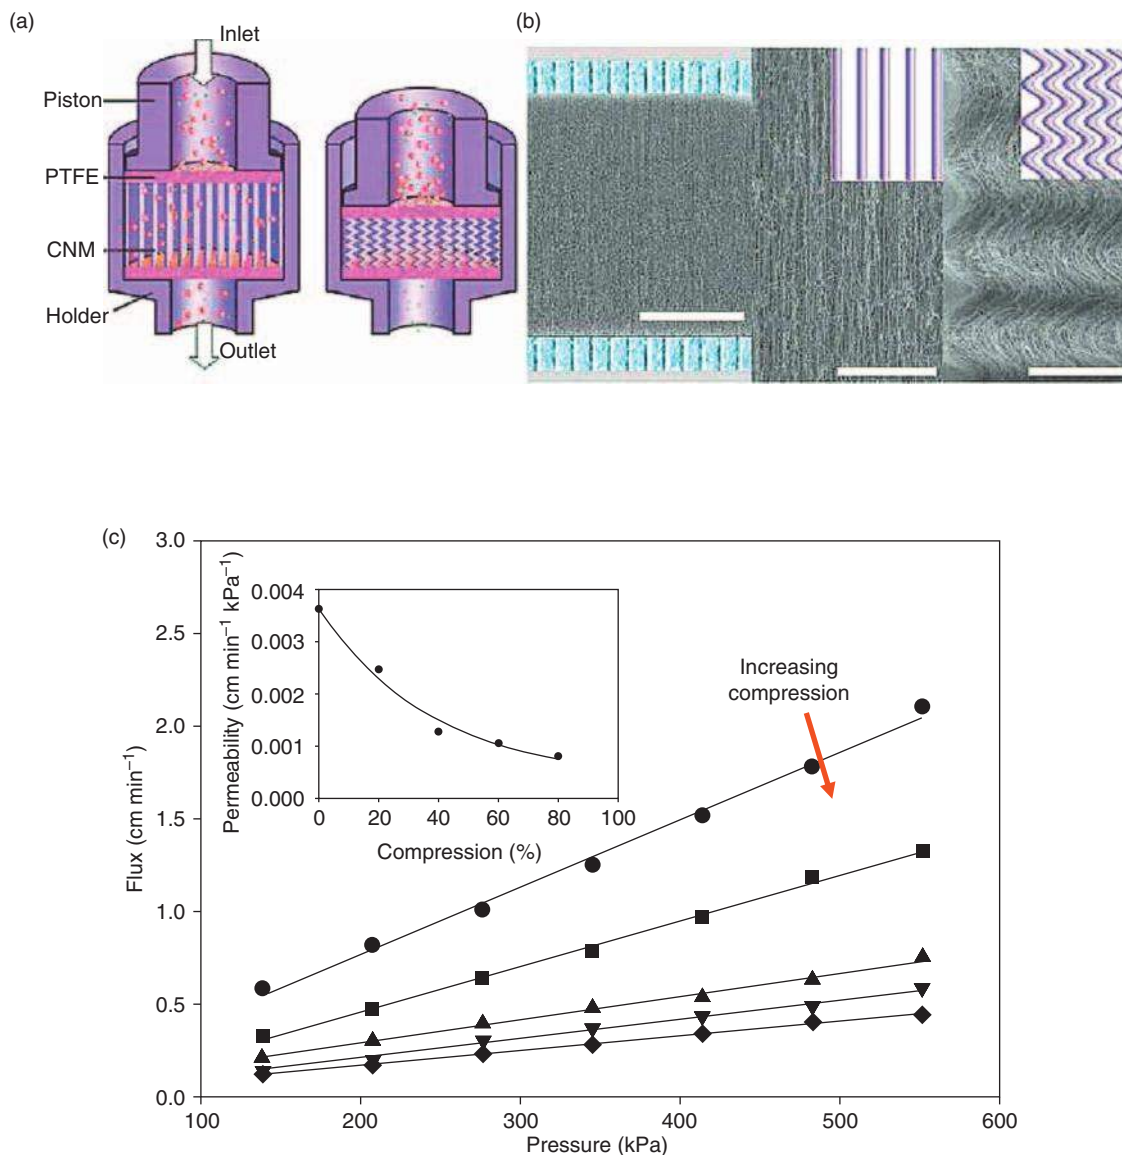 (a)
Inlet
Piston
PTFE
CNM
Holder
Outlet
(b)
(c)
Flux (cm min⁻¹)
3.0
2.5
2.0
1.5
1.0
0.5
0.0
100
200
300
400
500
600
Pressure (kPa)
Increasing
compression
Permeability (cm min⁻¹ kPa⁻¹)
0.004
0.003
0.002
0.001
0.000
0
20
40
60
80
100
Compression (%)